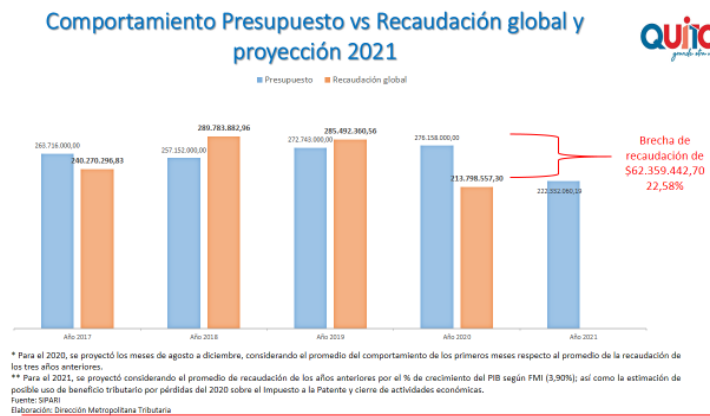 Comportamiento Presupuesto vs Recaudación global y
proyección 2021
QUITO
grande otra vez
Presupuesto Recaudación global
263.716.000,00
240.270.296,83
257.152.000,00
289.783.882,96
272.743.000,00
285.492.360,56
276.158.000,00
213.798.557,30
222.332.060,19
Brecha de
recaudación de
$62.359.442,70
22,58%
Año 2017 Año 2018 Año 2019 Año 2020 Año 2021
* Para el 2020, se proyectó los meses de agosto a diciembre, considerando el promedio del comportamiento de los primeros meses respecto al promedio de la recaudación de
los tres años anteriores.
** Para el 2021, se proyectó considerando el promedio de recaudación de los años anteriores por el % de crecimiento del PIB según FMI (3,90%); así como la estimación de
posible uso de beneficio tributario por pérdidas del 2020 sobre el Impuesto a la Patente y cierre de actividades económicas.
Fuente: SIPARI
Elaboración: Dirección Metropolitana Tributaria